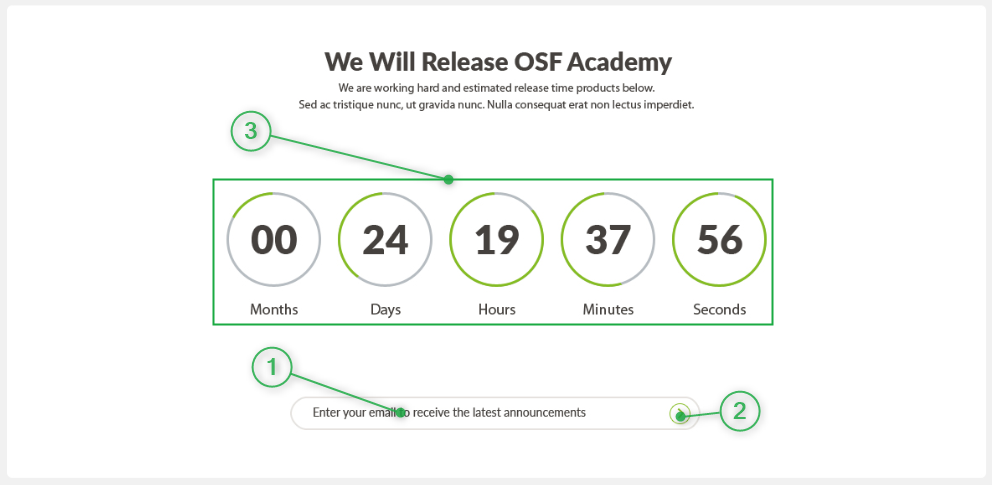 We Will Release OSF Academy
We are working hard and estimated release time products below.
Sed ac tristique nunc, ut gravida nunc. Nulla consequat erat non lectus imperdiet.
3
00 24 19 37 56
Months Days Hours Minutes Seconds
1
Enter your email to receive the latest announcements
2